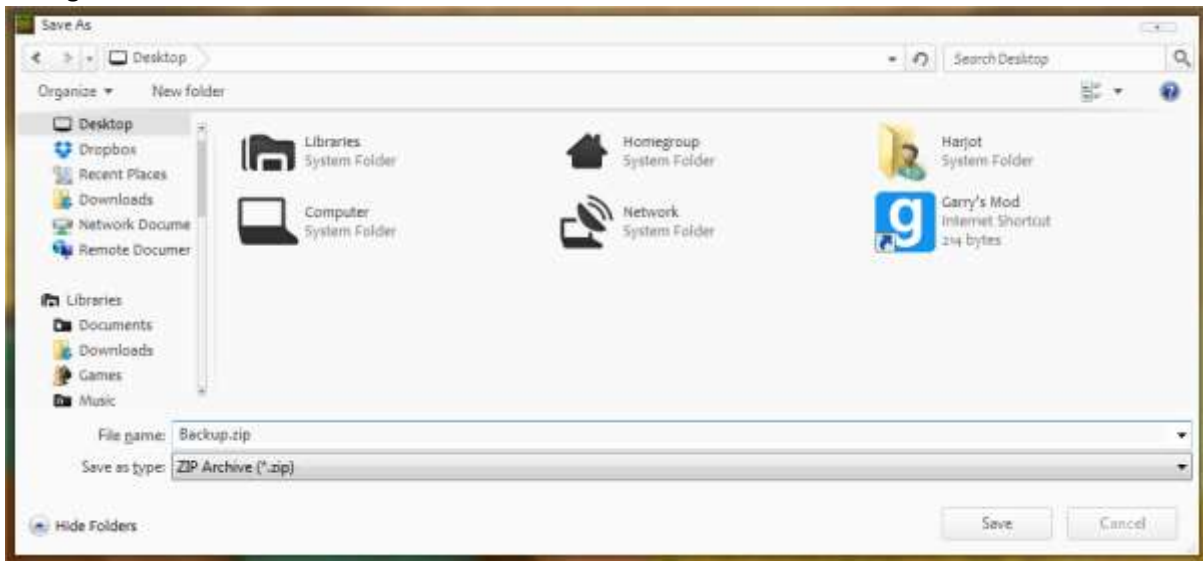 Save As
Desktop
Search Desktop
Organize
New folder
Desktop
Dropbox
Recent Places
Downloads
Network Docume
Remote Documer
Libraries
Documents
Downloads
Games
Music
Libraries
System Folder
Homegroup
System Folder
Harjot
System Folder
Computer
System Folder
Network
System Folder
g
Garry's Mod
Internet Shortcut
214 bytes
File name: Backup.zip
Save as type: ZIP Archive (*.zip)
Hide Folders
Save
Cancel